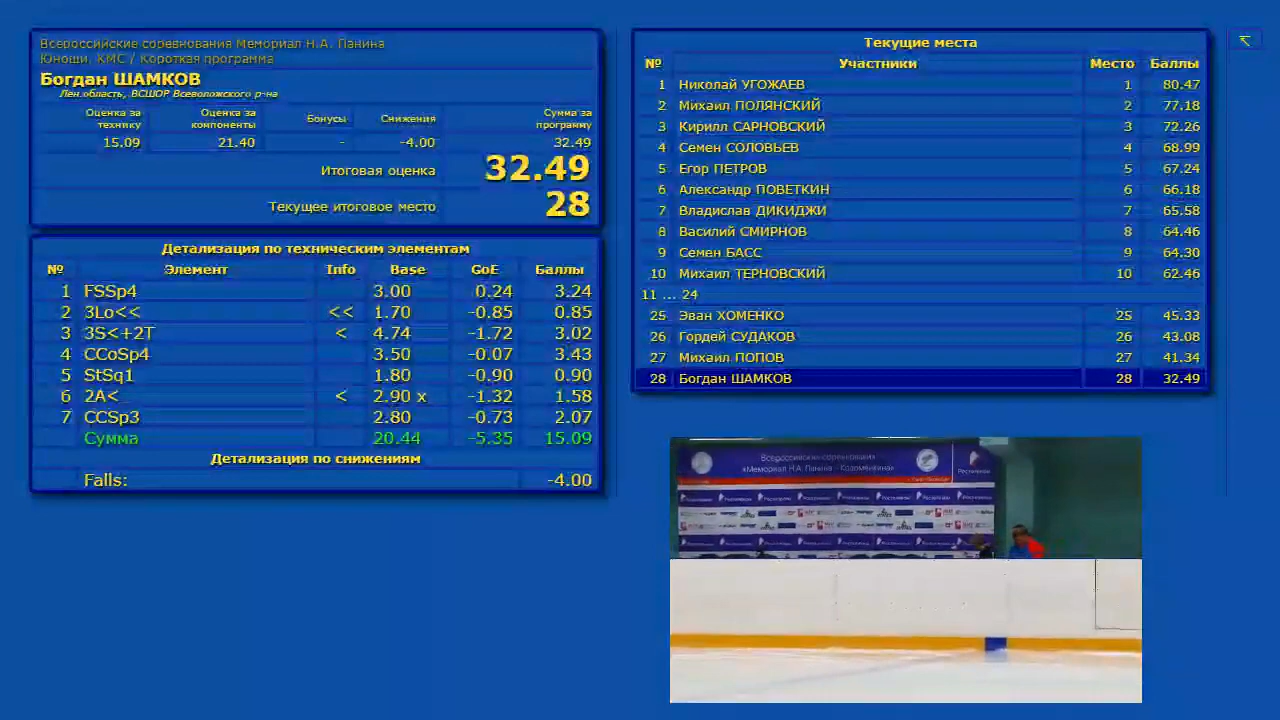 Всероссийские соревнования Мемориал Н.А. Панина
Юноши, КМС / Короткая программа
Богдан ШАМКОВ
Лен.область, ВСШОР Всеволожского р-на
Оценка за технику Оценка за компоненты Бонусы Снижения Сумма за программу
15.09 21.40 - -4.00 32.49
Итоговая оценка 32.49
Текущее итоговое место 28
Детализация по техническим элементам
№ Элемент Info Base GoE Баллы
1 FSSp4 3.00 0.24 3.24
2 3Lo<< << 1.70 -0.85 0.85
3 3S<+2T < 4.74 -1.72 3.02
4 CCoSp4 3.50 -0.07 3.43
5 StSq1 1.80 -0.90 0.90
6 2A< < 2.90 x -1.32 1.58
7 CCSp3 2.80 -0.73 2.07
Сумма 20.44 -5.35 15.09
Детализация по снижениям
Falls: -4.00
Текущие места
№ Участники Место Баллы
1 Николай УГОЖАЕВ 1 80.47
2 Михаил ПОЛЯНСКИЙ 2 77.18
3 Кирилл САРНОВСКИЙ 3 72.26
4 Семен СОЛОВЬЕВ 4 68.99
5 Егор ПЕТРОВ 5 67.24
6 Александр ПОВЕТКИН 6 66.18
7 Владислав ДИКИДЖИ 7 65.58
8 Василий СМИРНОВ 8 64.46
9 Семен БАСС 9 64.30
10 Михаил ТЕРНОВСКИЙ 10 62.46
11 ... 24
25 Эван ХОМЕНКО 25 45.33
26 Гордей СУДАКОВ 26 43.08
27 Михаил ПОПОВ 27 41.34
28 Богдан ШАМКОВ 28 32.49
Всероссийские соревнования
«Мемориал Н.А. Панина - Коломенкина»
Ростелеком